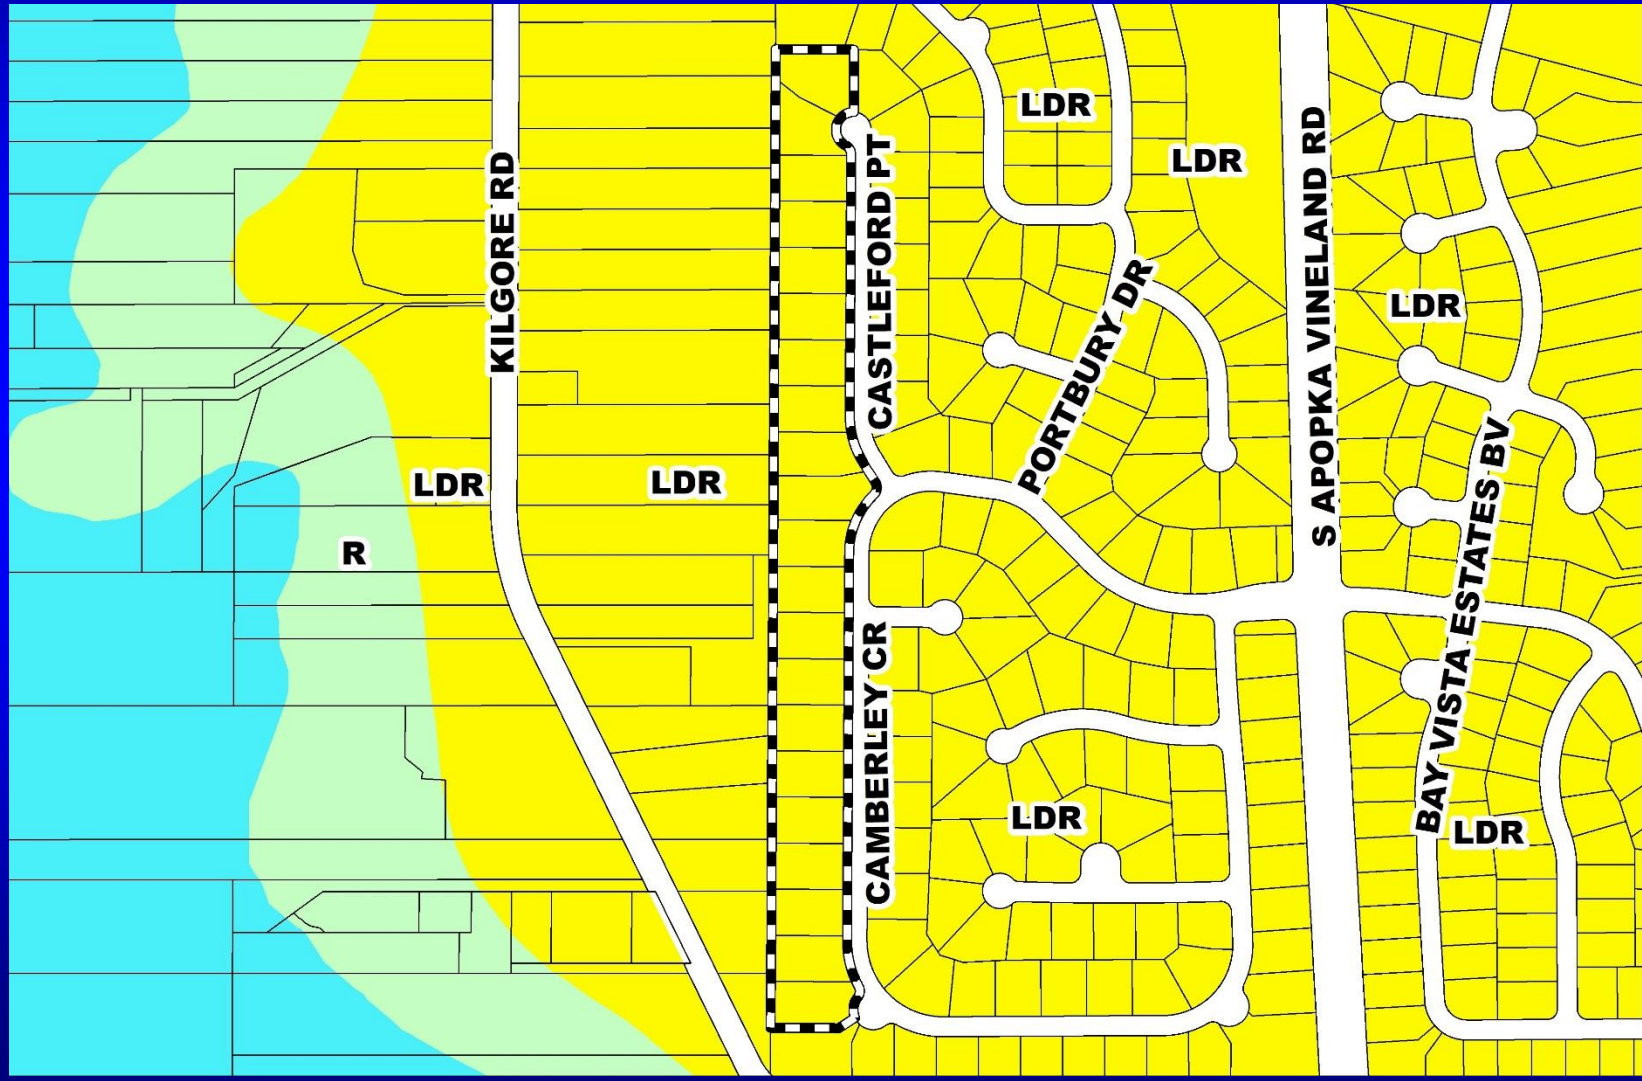 LDR
LDR
KILGORE RD
CASTLEFORD PT
S APOPKA VINELAND RD
PORTBURY DR
LDR
LDR
LDR
BAY VISTA ESTATES BV
R
CAMBERLEY CR
LDR
LDR